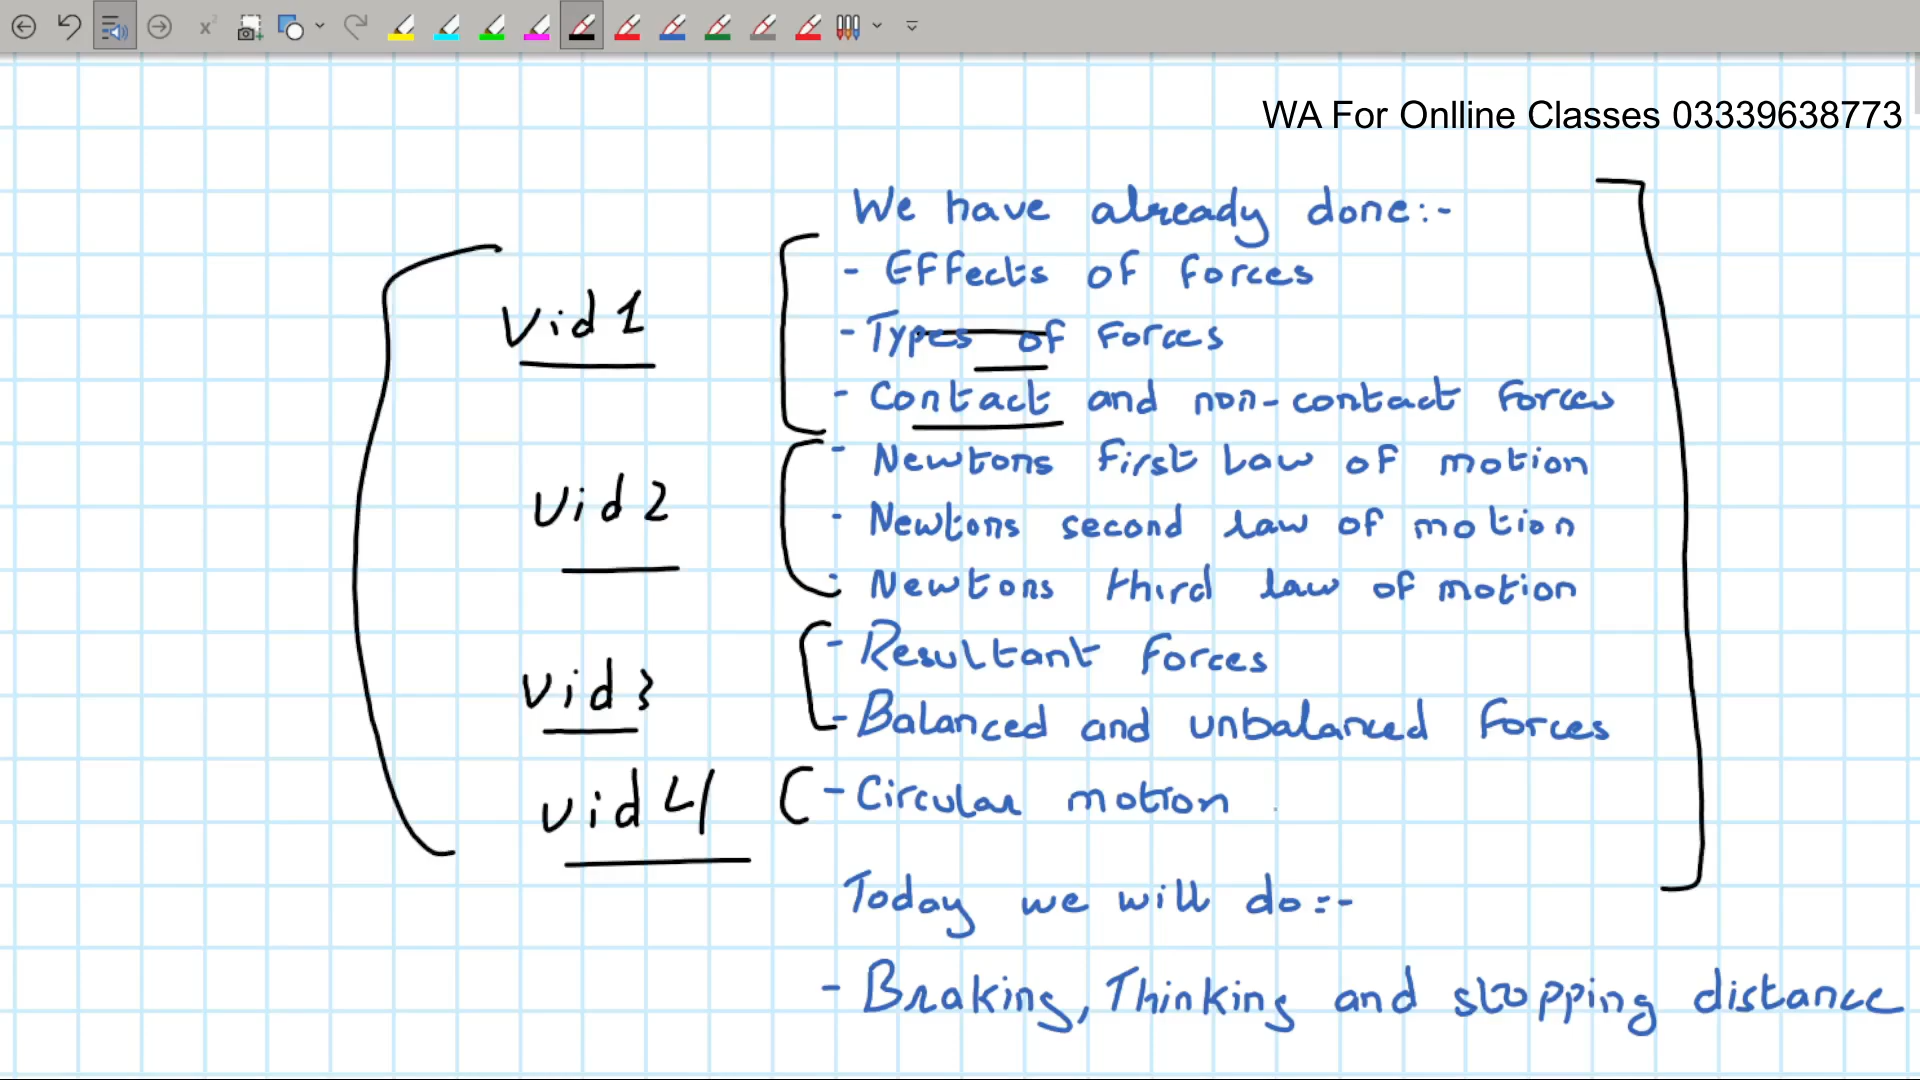 WA For Onlline Classes 03339638773
We have already done:-
- Effects of forces
- Types of Forces
- Contact and non-contact forces
- Newtons first law of motion
- Newtons second law of motion
- Newtons third law of motion
- Resultant forces
- Balanced and unbalanced forces
- Circular motion
Vid 1
Vid 2
Vid 3
Vid 4
Today we will do:-
- Braking, Thinking and stopping distance